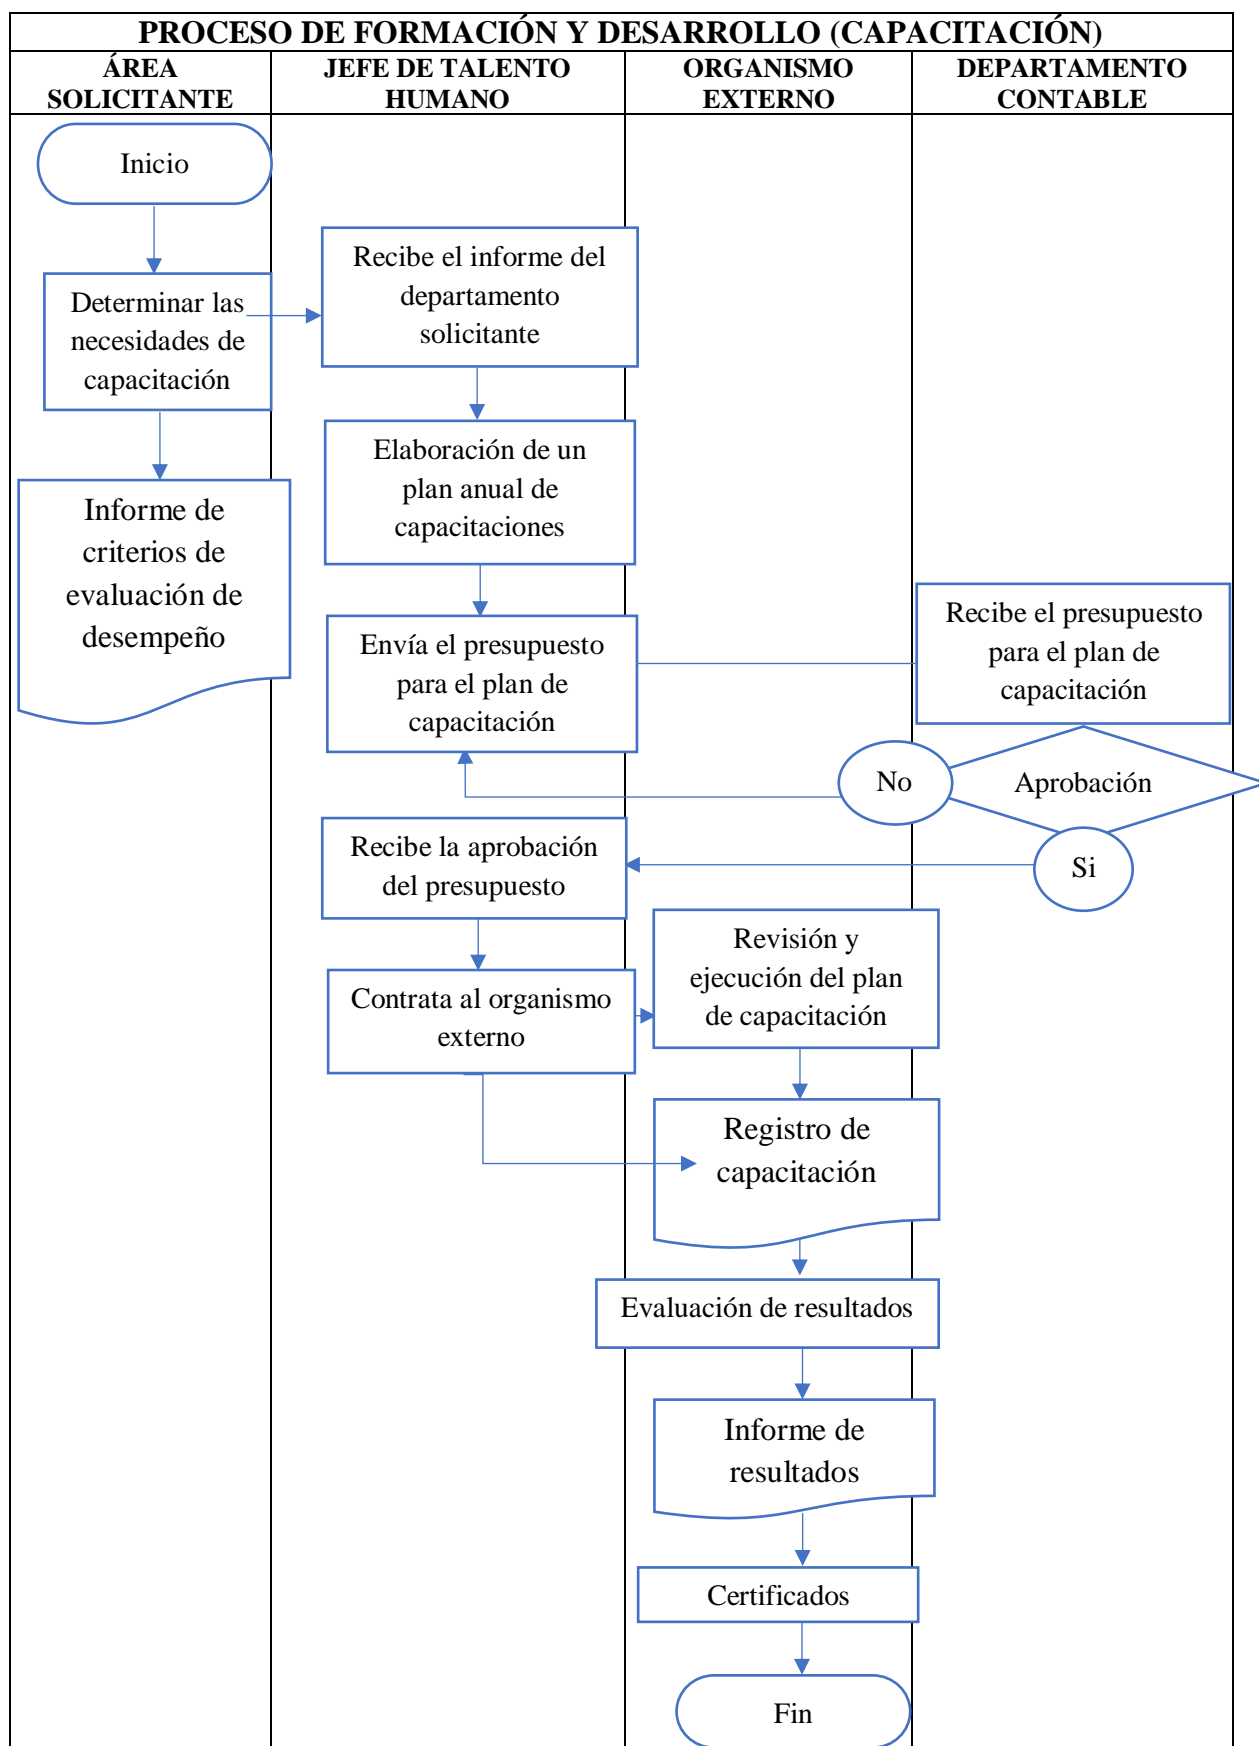 PROCESO DE FORMACIÓN Y DESARROLLO (CAPACITACIÓN)
ÁREA
SOLICITANTE
JEFE DE TALENTO
HUMANO
ORGANISMO
EXTERNO
DEPARTAMENTO
CONTABLE
Inicio
Determinar las
necesidades de
capacitación
Informe de
criterios de
evaluación de
desempeño
Recibe el informe del
departamento
solicitante
Elaboración de un
plan anual de
capacitaciones
Envía el presupuesto
para el plan de
capacitación
Recibe el presupuesto
para el plan de
capacitación
Aprobación
No
Si
Recibe la aprobación
del presupuesto
Contrata al organismo
externo
Revisión y
ejecución del plan
de capacitación
Registro de
capacitación
Evaluación de resultados
Informe de
resultados
Certificados
Fin